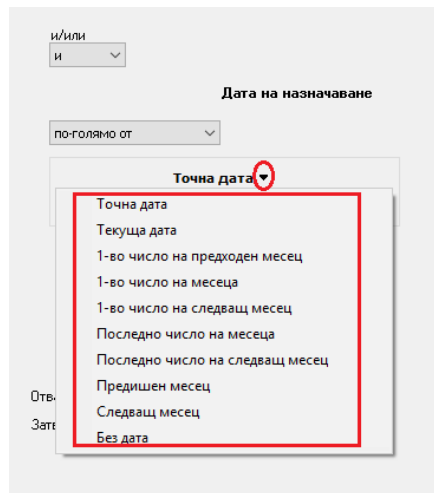 и/или
и
Дата на назначаване
по-голямо от
Точна дата
Точна дата
Текуща дата
1-во число на предходен месец
1-во число на месеца
1-во число на следващ месец
Последно число на месеца
Последно число на следващ месец
Предишен месец
Следващ месец
Без дата